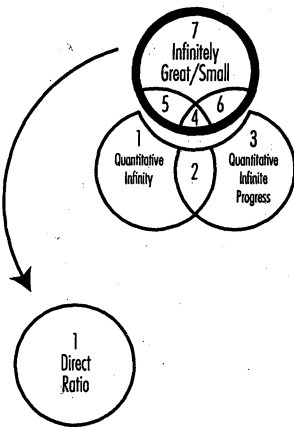 7
Infinitely
Great/Small
5
6
4
1
Quantitative
Infinity
2
3
Quantitative
Infinite
Progress
1
Direct
Ratio